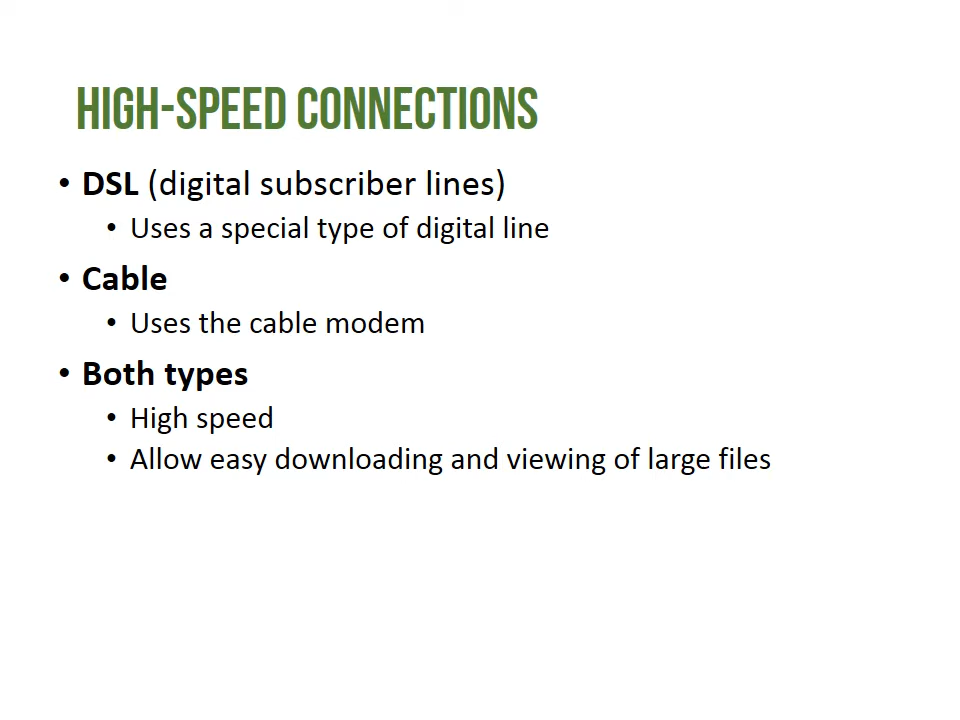 HIGH-SPEED CONNECTIONS
• DSL (digital subscriber lines)
• Uses a special type of digital line
• Cable
• Uses the cable modem
• Both types
• High speed
• Allow easy downloading and viewing of large files